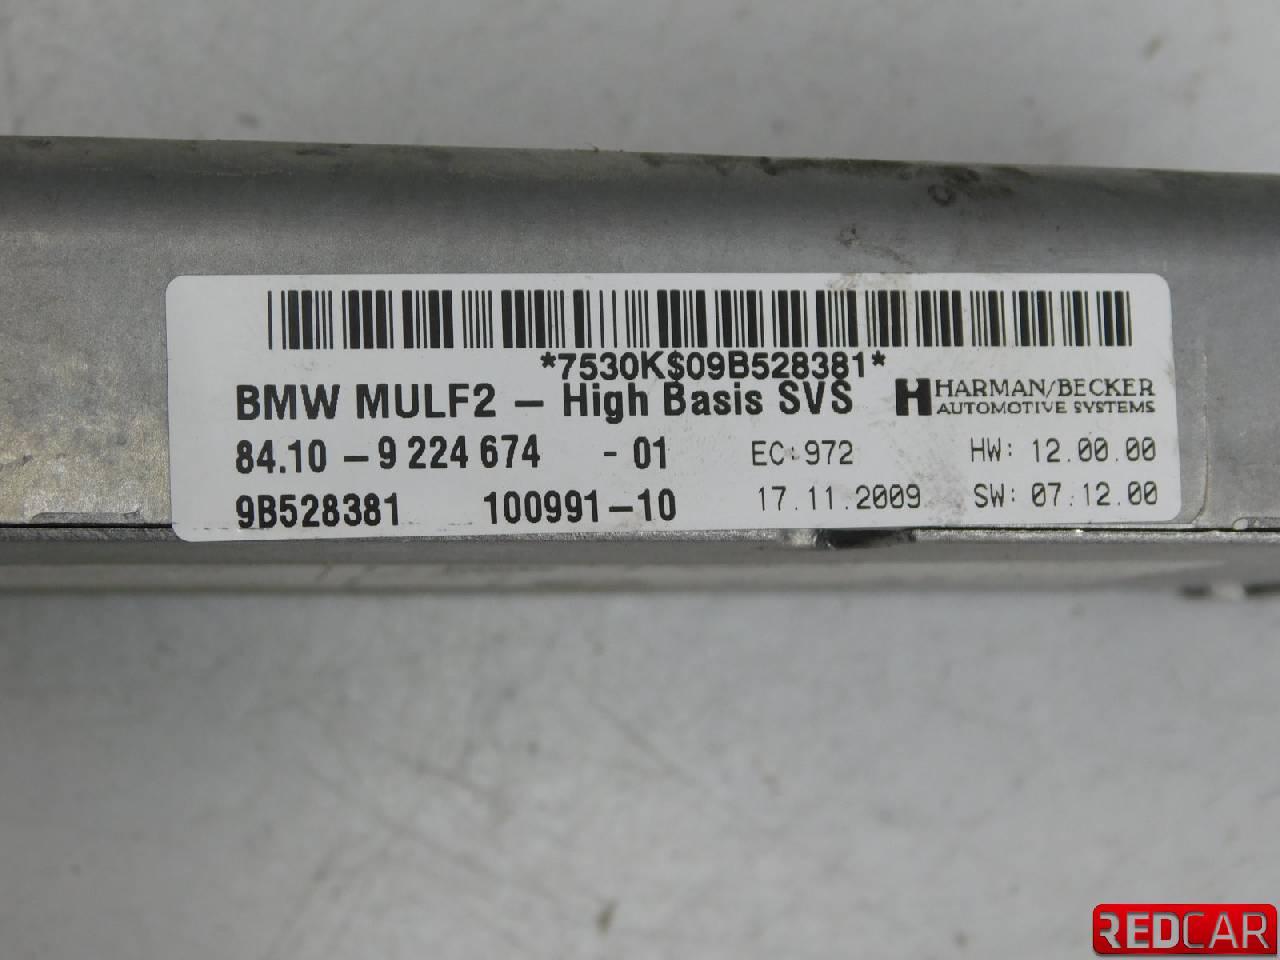 *7530K$09B528381*
BMW MULF2 – High Basis SVS
HARMAN/BECKER
AUTOMOTIVE SYSTEMS
84.10 – 9 224 674 - 01 EC:972 HW: 12.00.00
9B528381 100991–10 17.11.2009 SW: 07.12.00
REDCAR